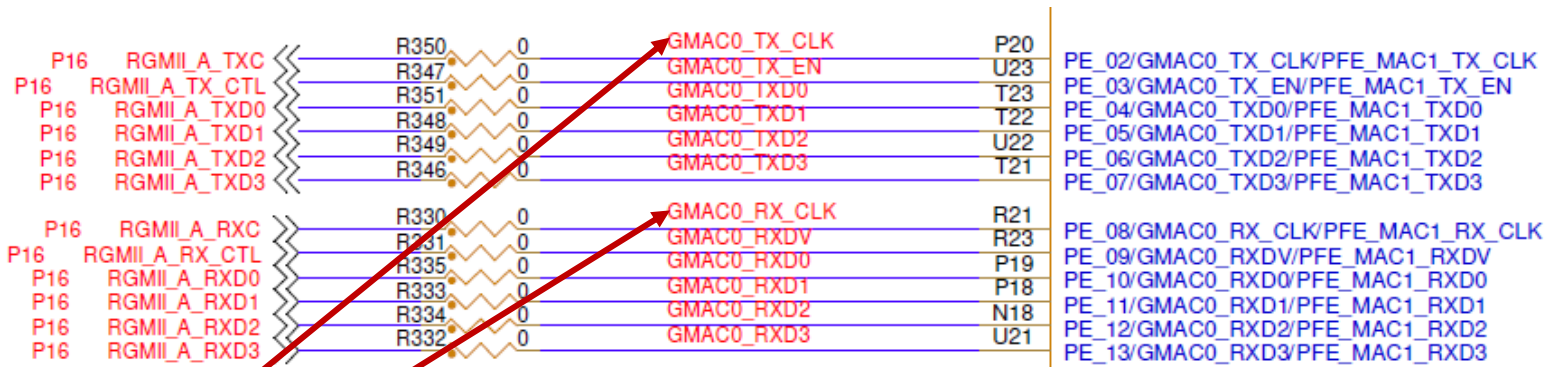 P16 RGMII_A_TXC R350 0 GMAC0_TX_CLK P20 PE_02/GMAC0_TX_CLK/PFE_MAC1_TX_CLK
P16 RGMII_A_TX_CTL R347 0 GMAC0_TX_EN U23 PE_03/GMAC0_TX_EN/PFE_MAC1_TX_EN
P16 RGMII_A_TXD0 R351 0 GMAC0_TXD0 T23 PE_04/GMAC0_TXD0/PFE_MAC1_TXD0
P16 RGMII_A_TXD1 R348 0 GMAC0_TXD1 T22 PE_05/GMAC0_TXD1/PFE_MAC1_TXD1
P16 RGMII_A_TXD2 R349 0 GMAC0_TXD2 U22 PE_06/GMAC0_TXD2/PFE_MAC1_TXD2
P16 RGMII_A_TXD3 R346 0 GMAC0_TXD3 T21 PE_07/GMAC0_TXD3/PFE_MAC1_TXD3
P16 RGMII_A_RXC R330 0 GMAC0_RX_CLK R21 PE_08/GMAC0_RX_CLK/PFE_MAC1_RX_CLK
P16 RGMII_A_RX_CTL R331 0 GMAC0_RXDV R23 PE_09/GMAC0_RXDV/PFE_MAC1_RXDV
P16 RGMII_A_RXD0 R335 0 GMAC0_RXD0 P19 PE_10/GMAC0_RXD0/PFE_MAC1_RXD0
P16 RGMII_A_RXD1 R333 0 GMAC0_RXD1 P18 PE_11/GMAC0_RXD1/PFE_MAC1_RXD1
P16 RGMII_A_RXD2 R334 0 GMAC0_RXD2 N18 PE_12/GMAC0_RXD2/PFE_MAC1_RXD2
P16 RGMII_A_RXD3 R332 0 GMAC0_RXD3 U21 PE_13/GMAC0_RXD3/PFE_MAC1_RXD3